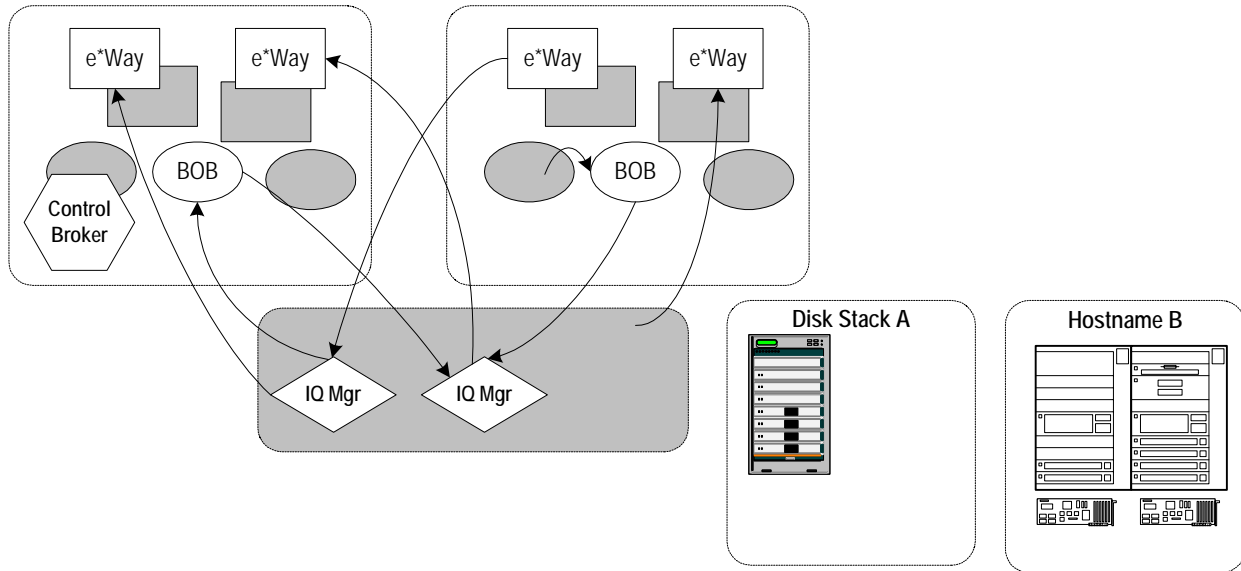 e*Way
e*Way
e*Way
e*Way
BOB
BOB
Control
Broker
IQ Mgr
IQ Mgr
Disk Stack A
Hostname B